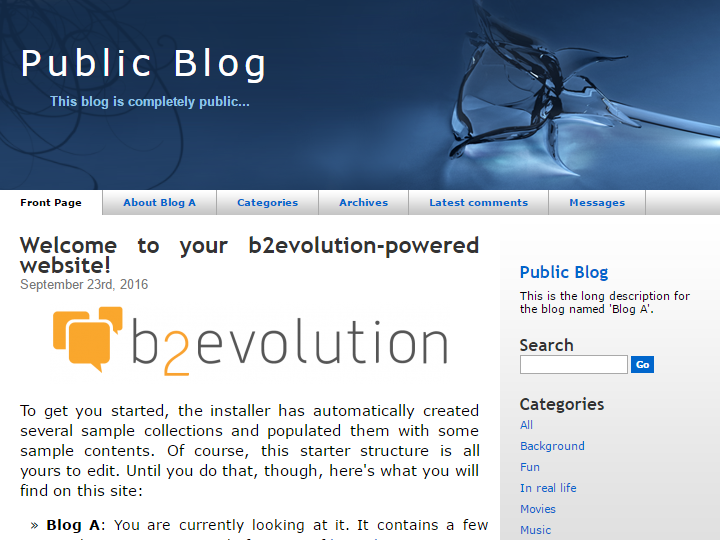 Public Blog
This blog is completely public...
Front Page
About Blog A
Categories
Archives
Latest comments
Messages
Welcome to your b2evolution-powered
website!
September 23rd, 2016
b2evolution
To get you started, the installer has automatically created
several sample collections and populated them with some
sample contents. Of course, this starter structure is all
yours to edit. Until you do that, though, here's what you will
find on this site:
» Blog A: You are currently looking at it. It contains a few
Public Blog
This is the long description for
the blog named 'Blog A'.
Search
Go
Categories
All
Background
Fun
In real life
Movies
Music